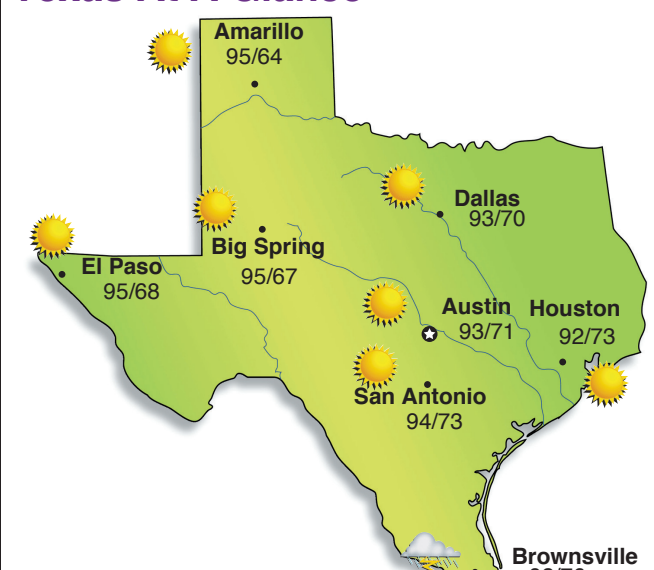 Amarillo
95/64
Dallas
93/70
Big Spring
95/67
El Paso
95/68
Austin
93/71
Houston
92/73
San Antonio
94/73
Brownsville